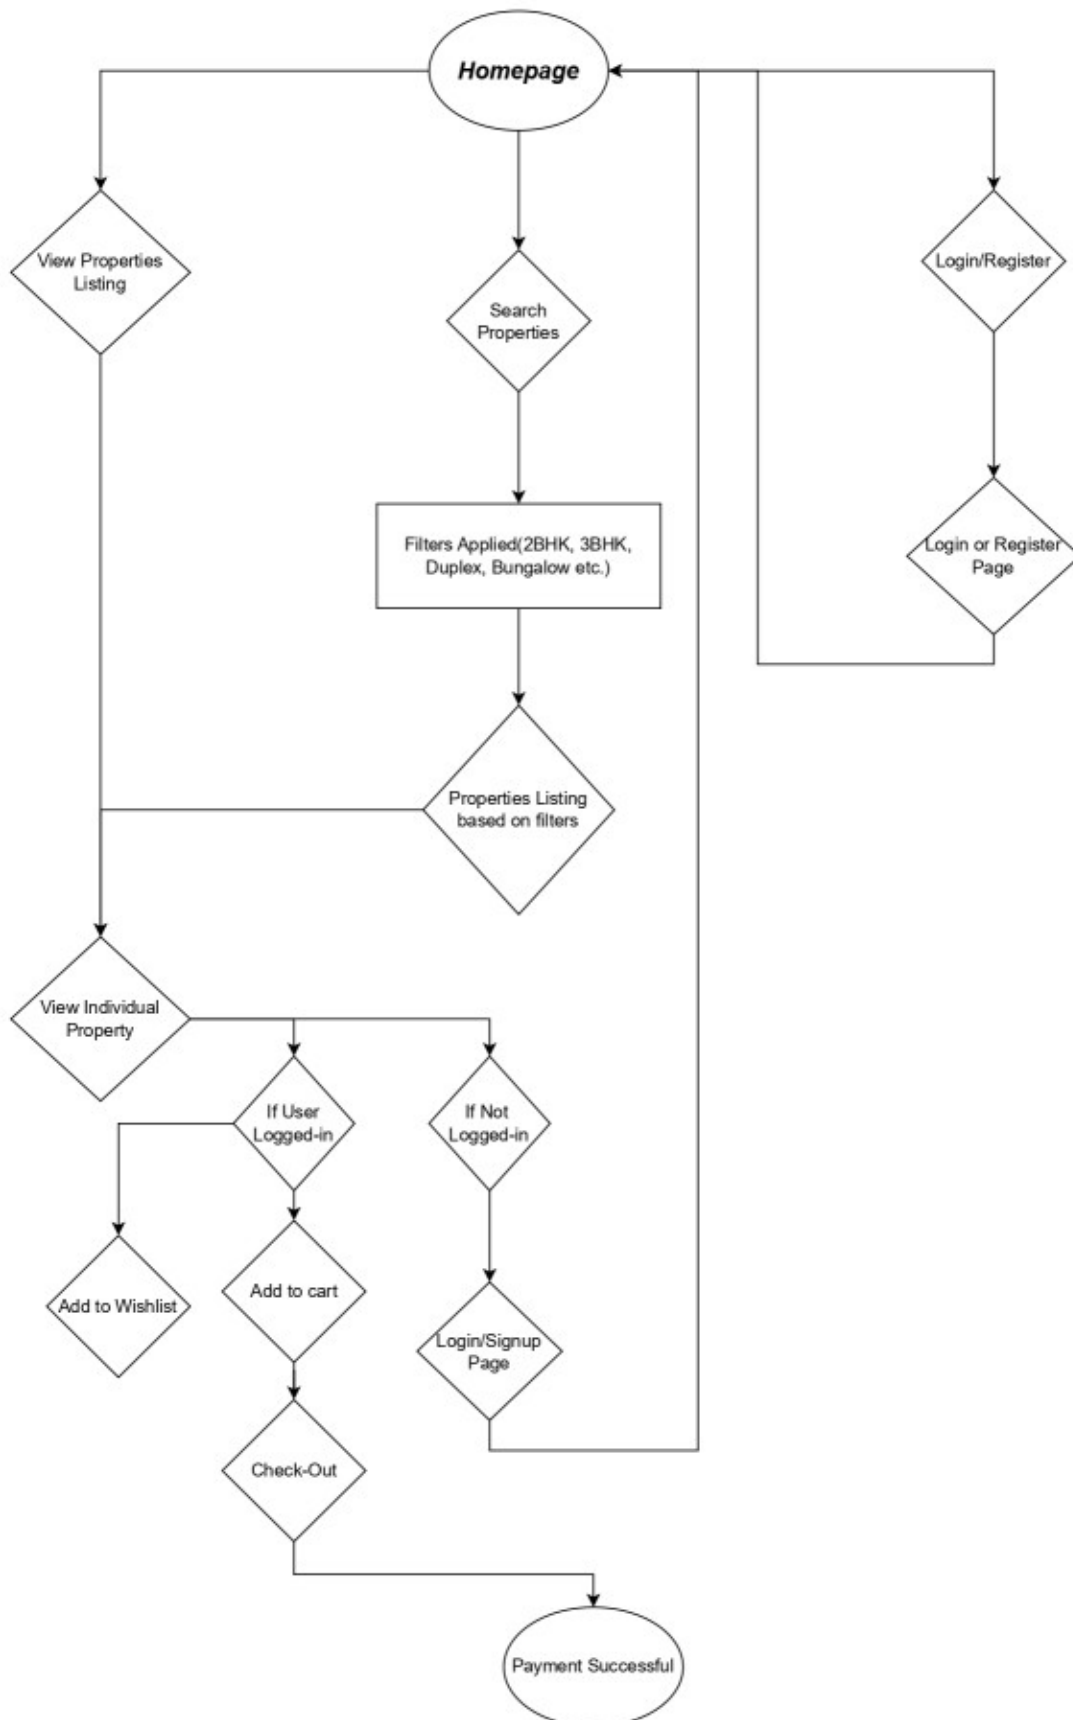 Homepage
View Properties
Listing
Search
Properties
Login/Register
Filters Applied(2BHK, 3BHK,
Duplex, Bungalow etc.)
Login or Register
Page
Properties Listing
based on filters
View Individual
Property
If User
Logged-in
If Not
Logged-in
Add to Wishlist
Add to cart
Login/Signup
Page
Check-Out
Payment Successful